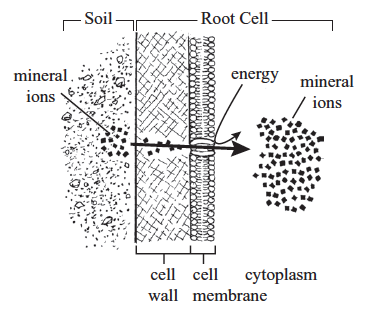 Soil
Root Cell
mineral
ions
energy
mineral
ions
cell
wall
cell
membrane
cytoplasm